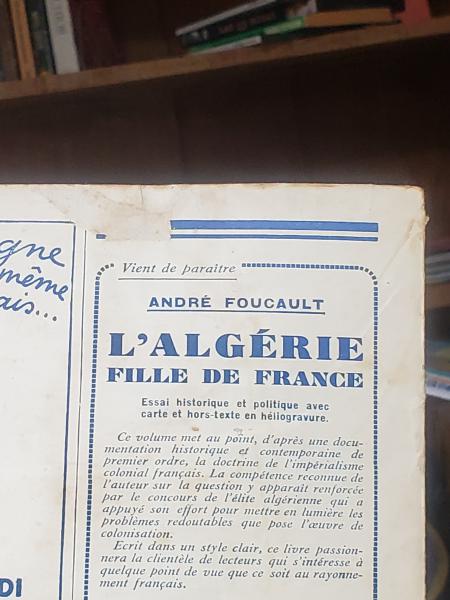 gne
même
ais...
DI
Vient de paraître
ANDRÉ FOUCAULT
L'ALGÉRIE
FILLE DE FRANCE
Essai historique et politique avec
carte et hors-texte en héliogravure.
Ce volume met au point, d'après une docu-
mentation historique et contemporaine de
premier ordre, la doctrine de l'impérialisme
colonial français. La compétence reconnue de
l'auteur sur la question y apparaît renforcée
par le concours de l'élite algérienne qui a
appuyé son effort pour mettre en lumière les
problèmes redoutables que pose l'œuvre de
colonisation.
Ecrit dans un style clair, ce livre passion-
nera la clientèle de lecteurs qui s'intéresse à
quelque point de vue que ce soit au rayonne-
ment français.